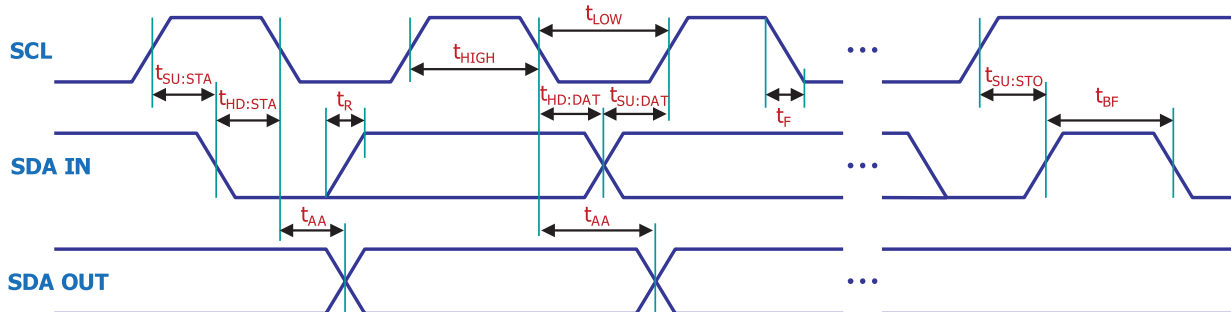 SCL
tSU:STA
tHD:STA
tR
tHIGH
tLOW
tHD:DAT
tSU:DAT
tF
...
tSU:STO
tBF
SDA IN
...
tAA
tAA
SDA OUT
...